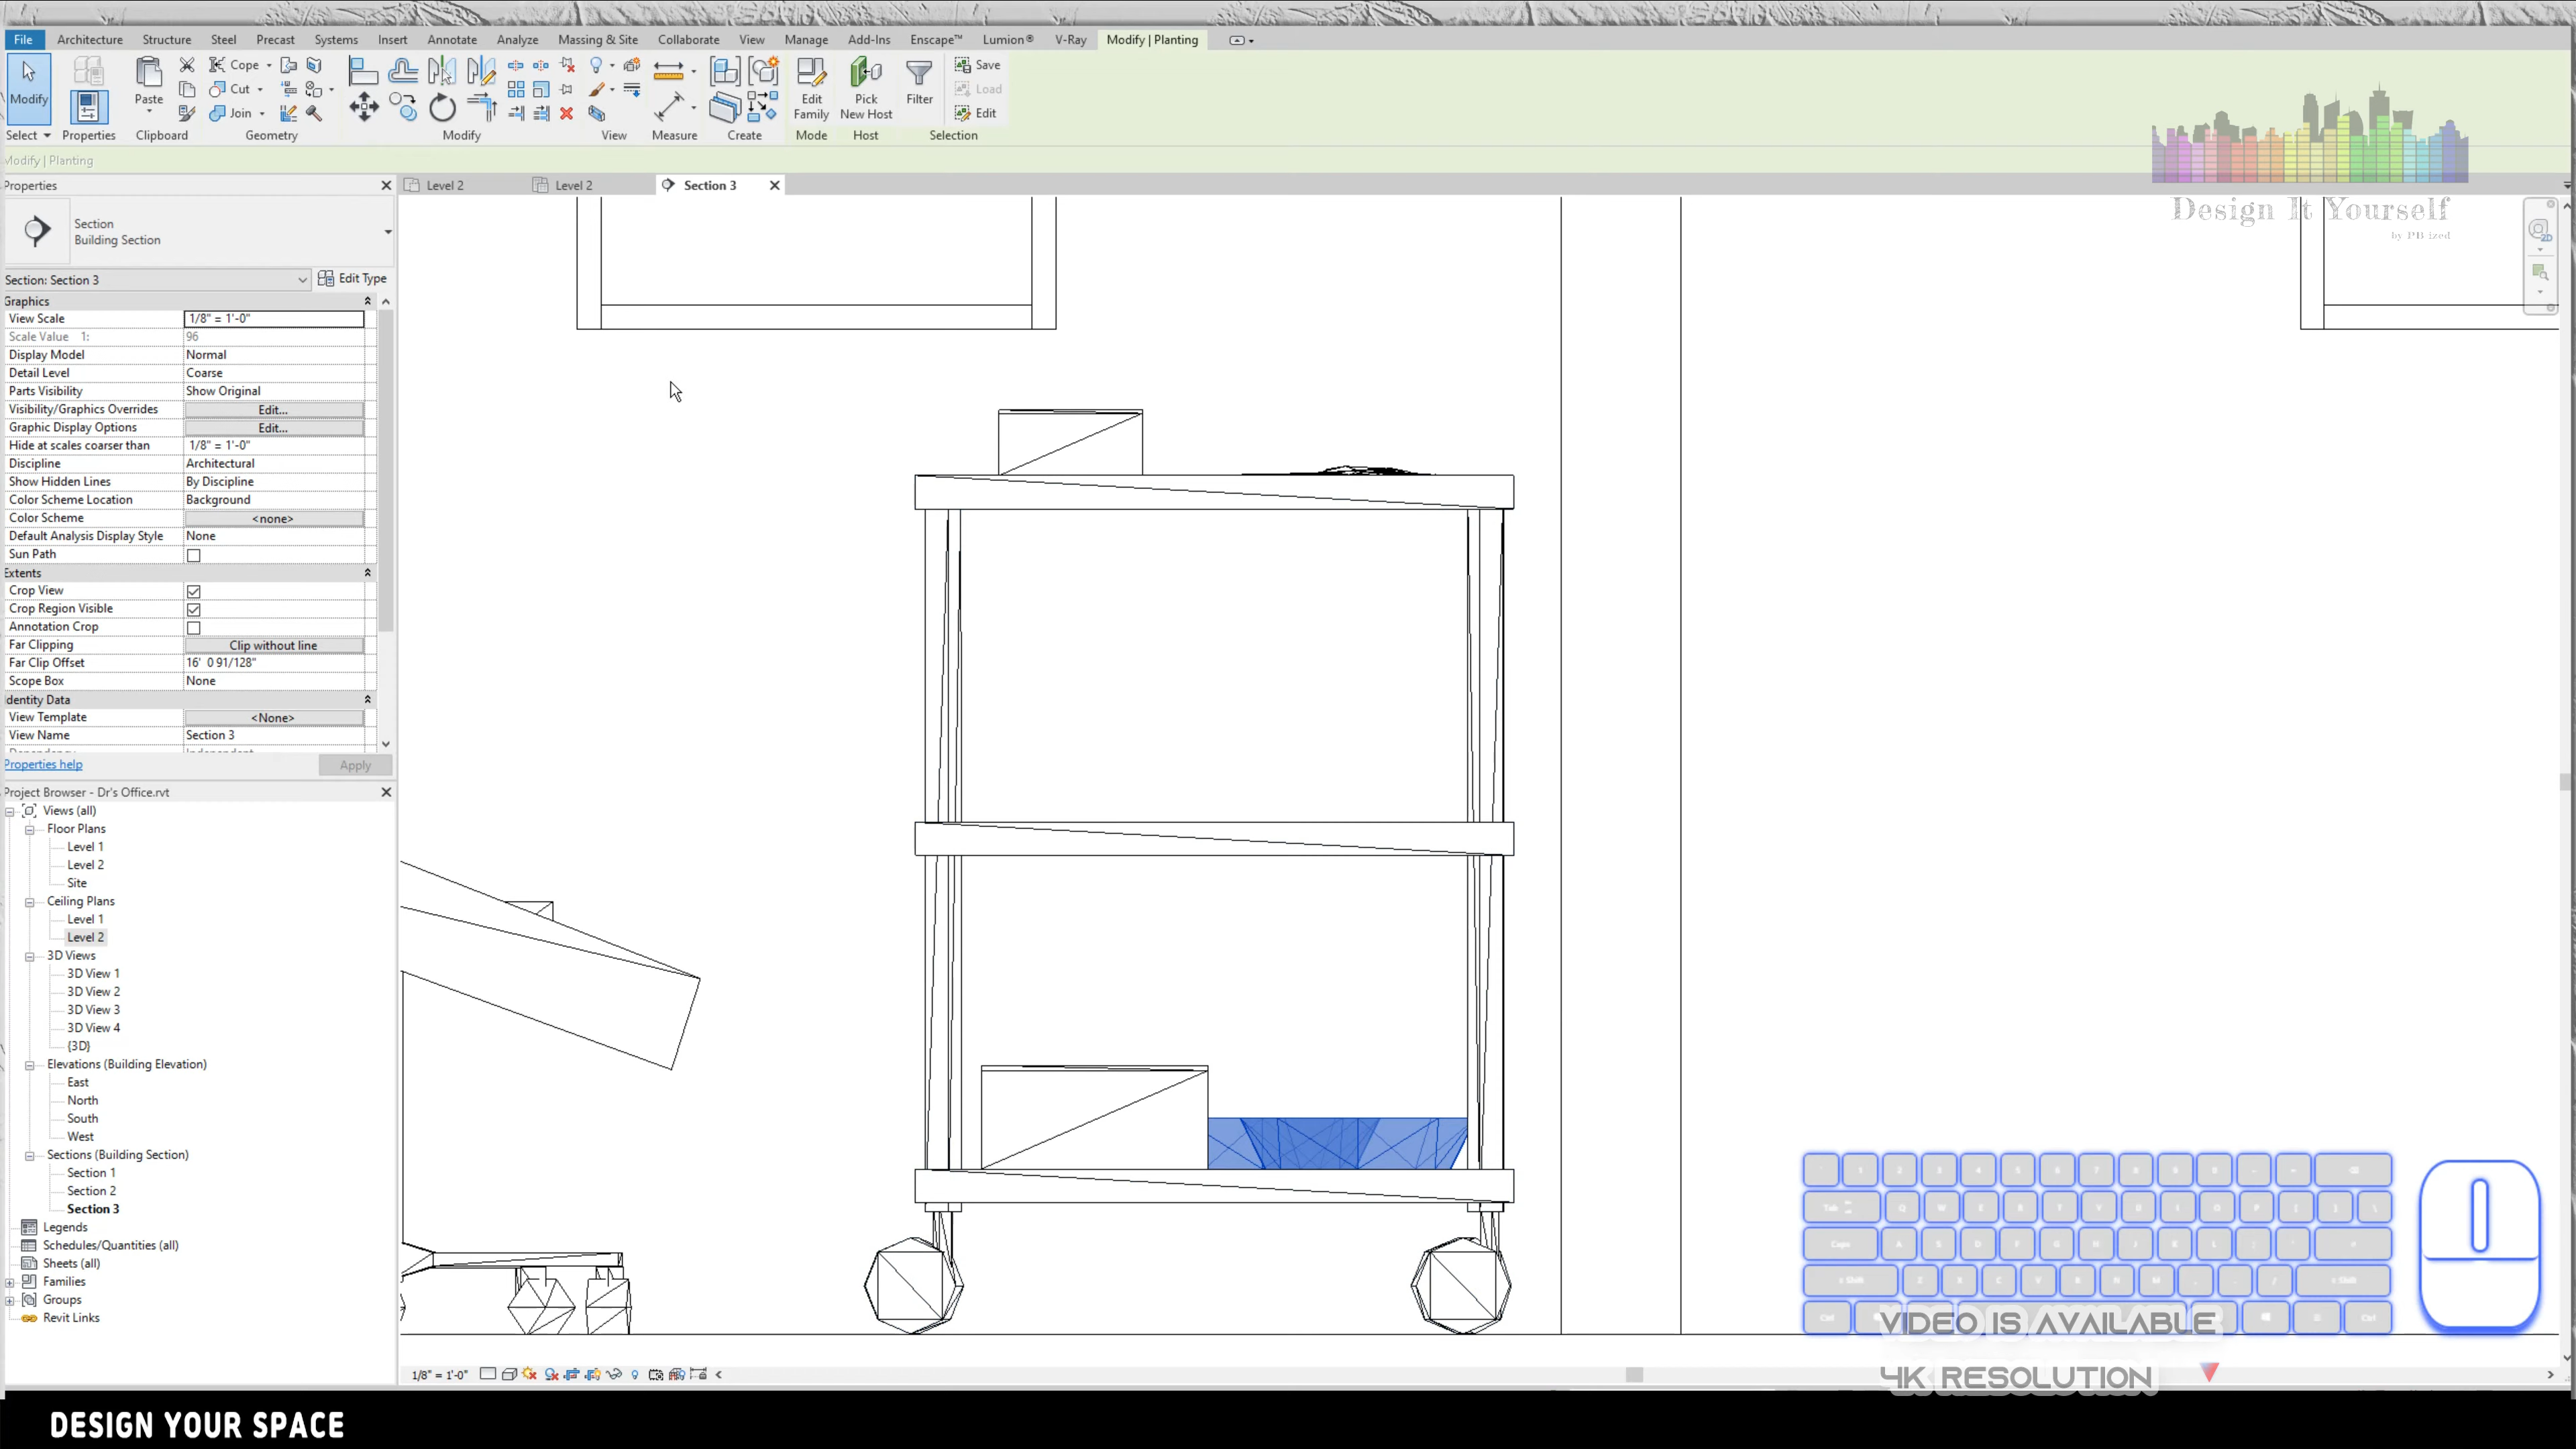 File Architecture Structure Steel Precast Systems Insert Annotate Analyze Massing & Site Collaborate View Manage Add-Ins Enscape™ Lumion® V-Ray Modify | Planting
Modify Paste Cope Cut Join Edit Family Pick New Host Filter Save Load Edit
Select Properties Clipboard Geometry Modify View Measure Create Mode Host Selection
Modify | Planting
Properties
Level 2 Level 2 Section 3
Section
Building Section
Section: Section 3 Edit Type
Graphics
View Scale 1/8" = 1'-0"
Scale Value 1: 96
Display Model Normal
Detail Level Coarse
Parts Visibility Show Original
Visibility/Graphics Overrides Edit...
Graphic Display Options Edit...
Hide at scales coarser than 1/8" = 1'-0"
Discipline Architectural
Show Hidden Lines By Discipline
Color Scheme Location Background
Color Scheme <none>
Default Analysis Display Style None
Sun Path
Extents
Crop View
Crop Region Visible
Annotation Crop
Far Clipping Clip without line
Far Clip Offset 16' 0 91/128"
Scope Box None
Identity Data
View Template <None>
View Name Section 3
Properties help Apply
Project Browser - Dr's Office.rvt
Views (all)
Floor Plans
Level 1
Level 2
Site
Ceiling Plans
Level 1
Level 2
3D Views
3D View 1
3D View 2
3D View 3
3D View 4
{3D}
Elevations (Building Elevation)
East
North
South
West
Sections (Building Section)
Section 1
Section 2
Section 3
Legends
Schedules/Quantities (all)
Sheets (all)
Families
Groups
Revit Links
1/8" = 1'-0"
Design It Yourself
by PB ized
VIDEO IS AVAILABLE
4K RESOLUTION
DESIGN YOUR SPACE